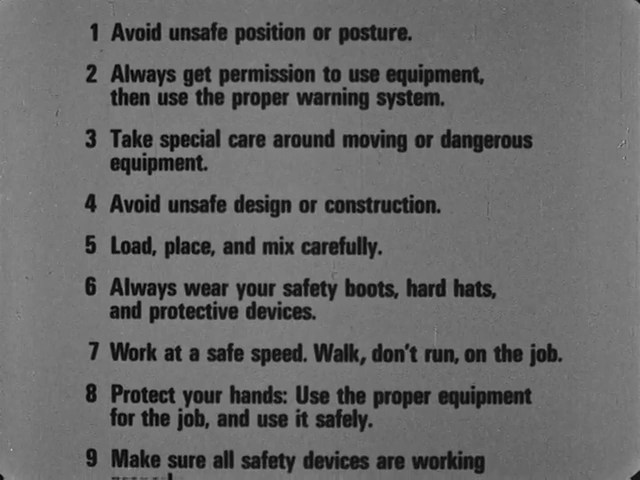 1 Avoid unsafe position or posture.
2 Always get permission to use equipment,
then use the proper warning system.
3 Take special care around moving or dangerous
equipment.
4 Avoid unsafe design or construction.
5 Load, place, and mix carefully.
6 Always wear your safety boots, hard hats,
and protective devices.
7 Work at a safe speed. Walk, don't run, on the job.
8 Protect your hands: Use the proper equipment
for the job, and use it safely.
9 Make sure all safety devices are working